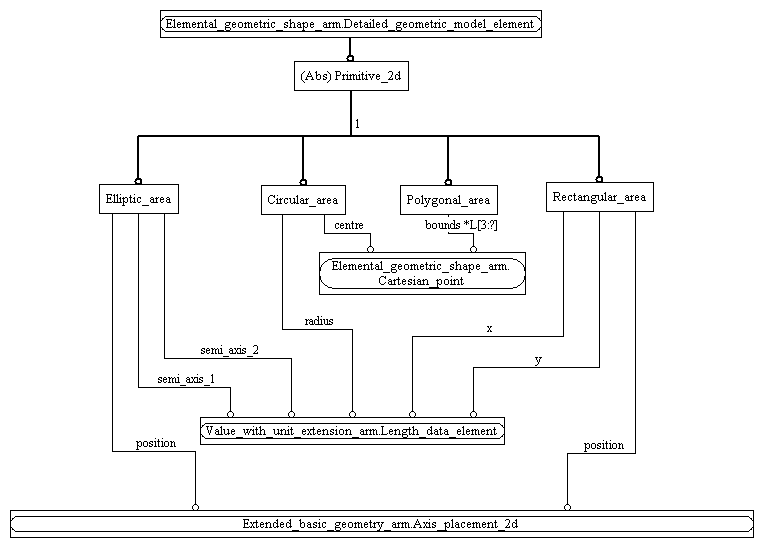 Elemental_geometric_shape_arm.Detailed_geometric_model_element
(Abs) Primitive_2d
1
Elliptic_area
Circular_area
Polygonal_area
Rectangular_area
centre
bounds *L[3:?]
Elemental_geometric_shape_arm.
Cartesian_point
radius
x
semi_axis_2
y
semi_axis_1
Value_with_unit_extension_arm.Length_data_element
position
position
Extended_basic_geometry_arm.Axis_placement_2d